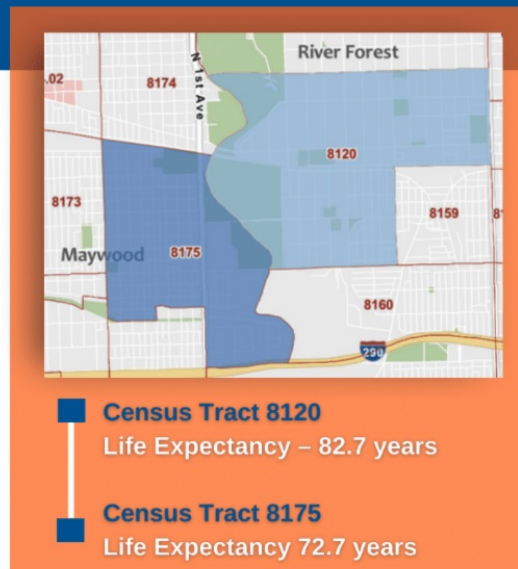 River Forest
.02
8174
N 1st Ave
8120
8173
8159
Maywood
8175
8160
290
Census Tract 8120
Life Expectancy – 82.7 years
Census Tract 8175
Life Expectancy 72.7 years